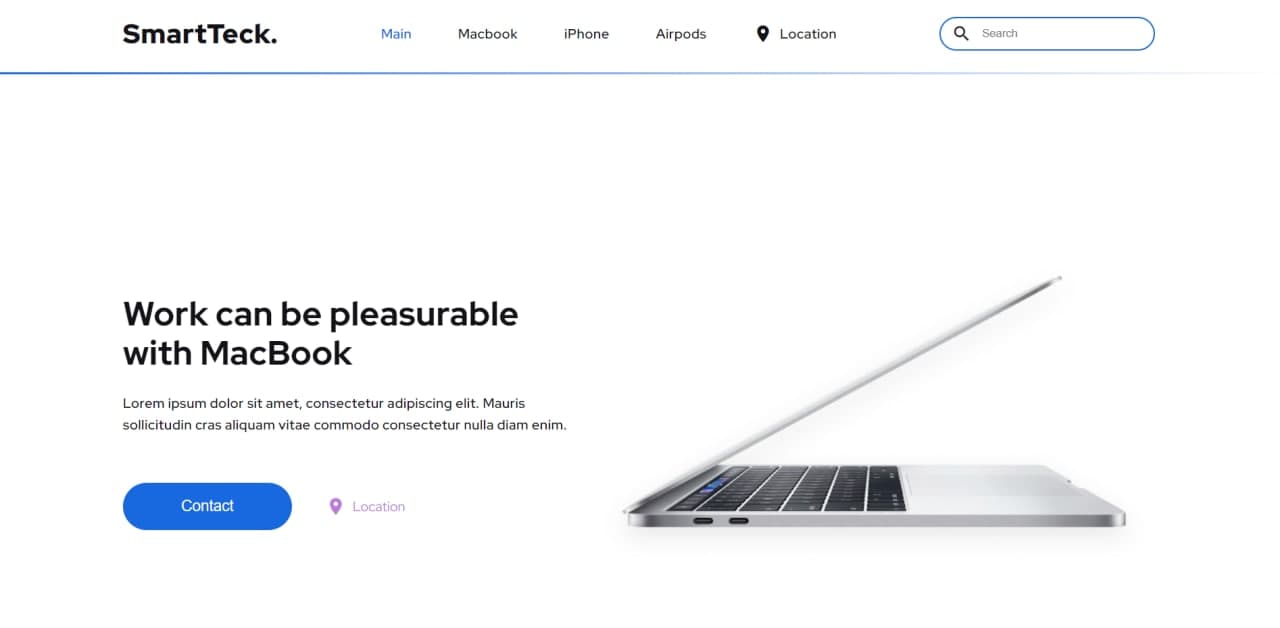 SmartTeck.
Main
Macbook
iPhone
Airpods
Location
Search
Work can be pleasurable
with MacBook
Lorem ipsum dolor sit amet, consectetur adipiscing elit. Mauris
sollicitudin cras aliquam vitae commodo consectetur nulla diam enim.
Contact
Location